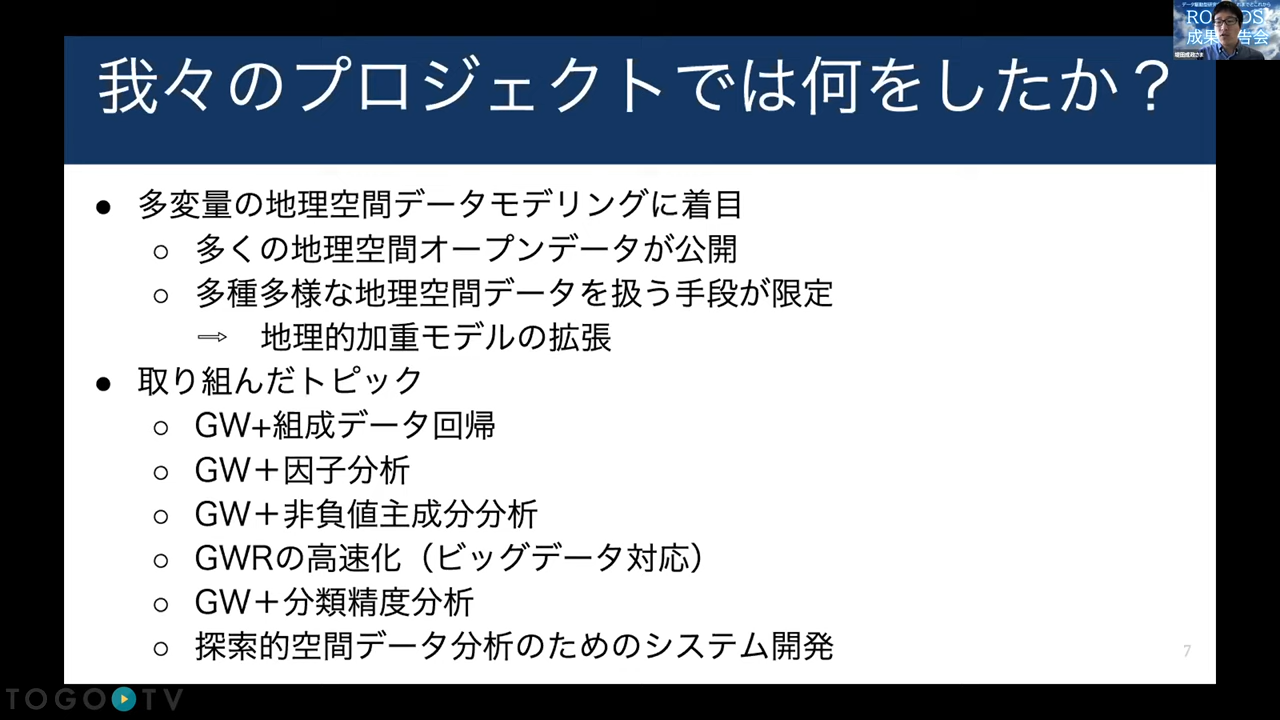 我々のプロジェクトでは何をしたか？
● 多変量の地理空間データモデリングに着目
○ 多くの地理空間オープンデータが公開
○ 多種多様な地理空間データを扱う手段が限定
⇒ 地理的加重モデルの拡張
● 取り組んだトピック
○ GW+組成データ回帰
○ GW＋因子分析
○ GW＋非負値主成分分析
○ GWRの高速化（ビッグデータ対応）
○ GW＋分類精度分析
○ 探索的空間データ分析のためのシステム開発
7
TOGO TV